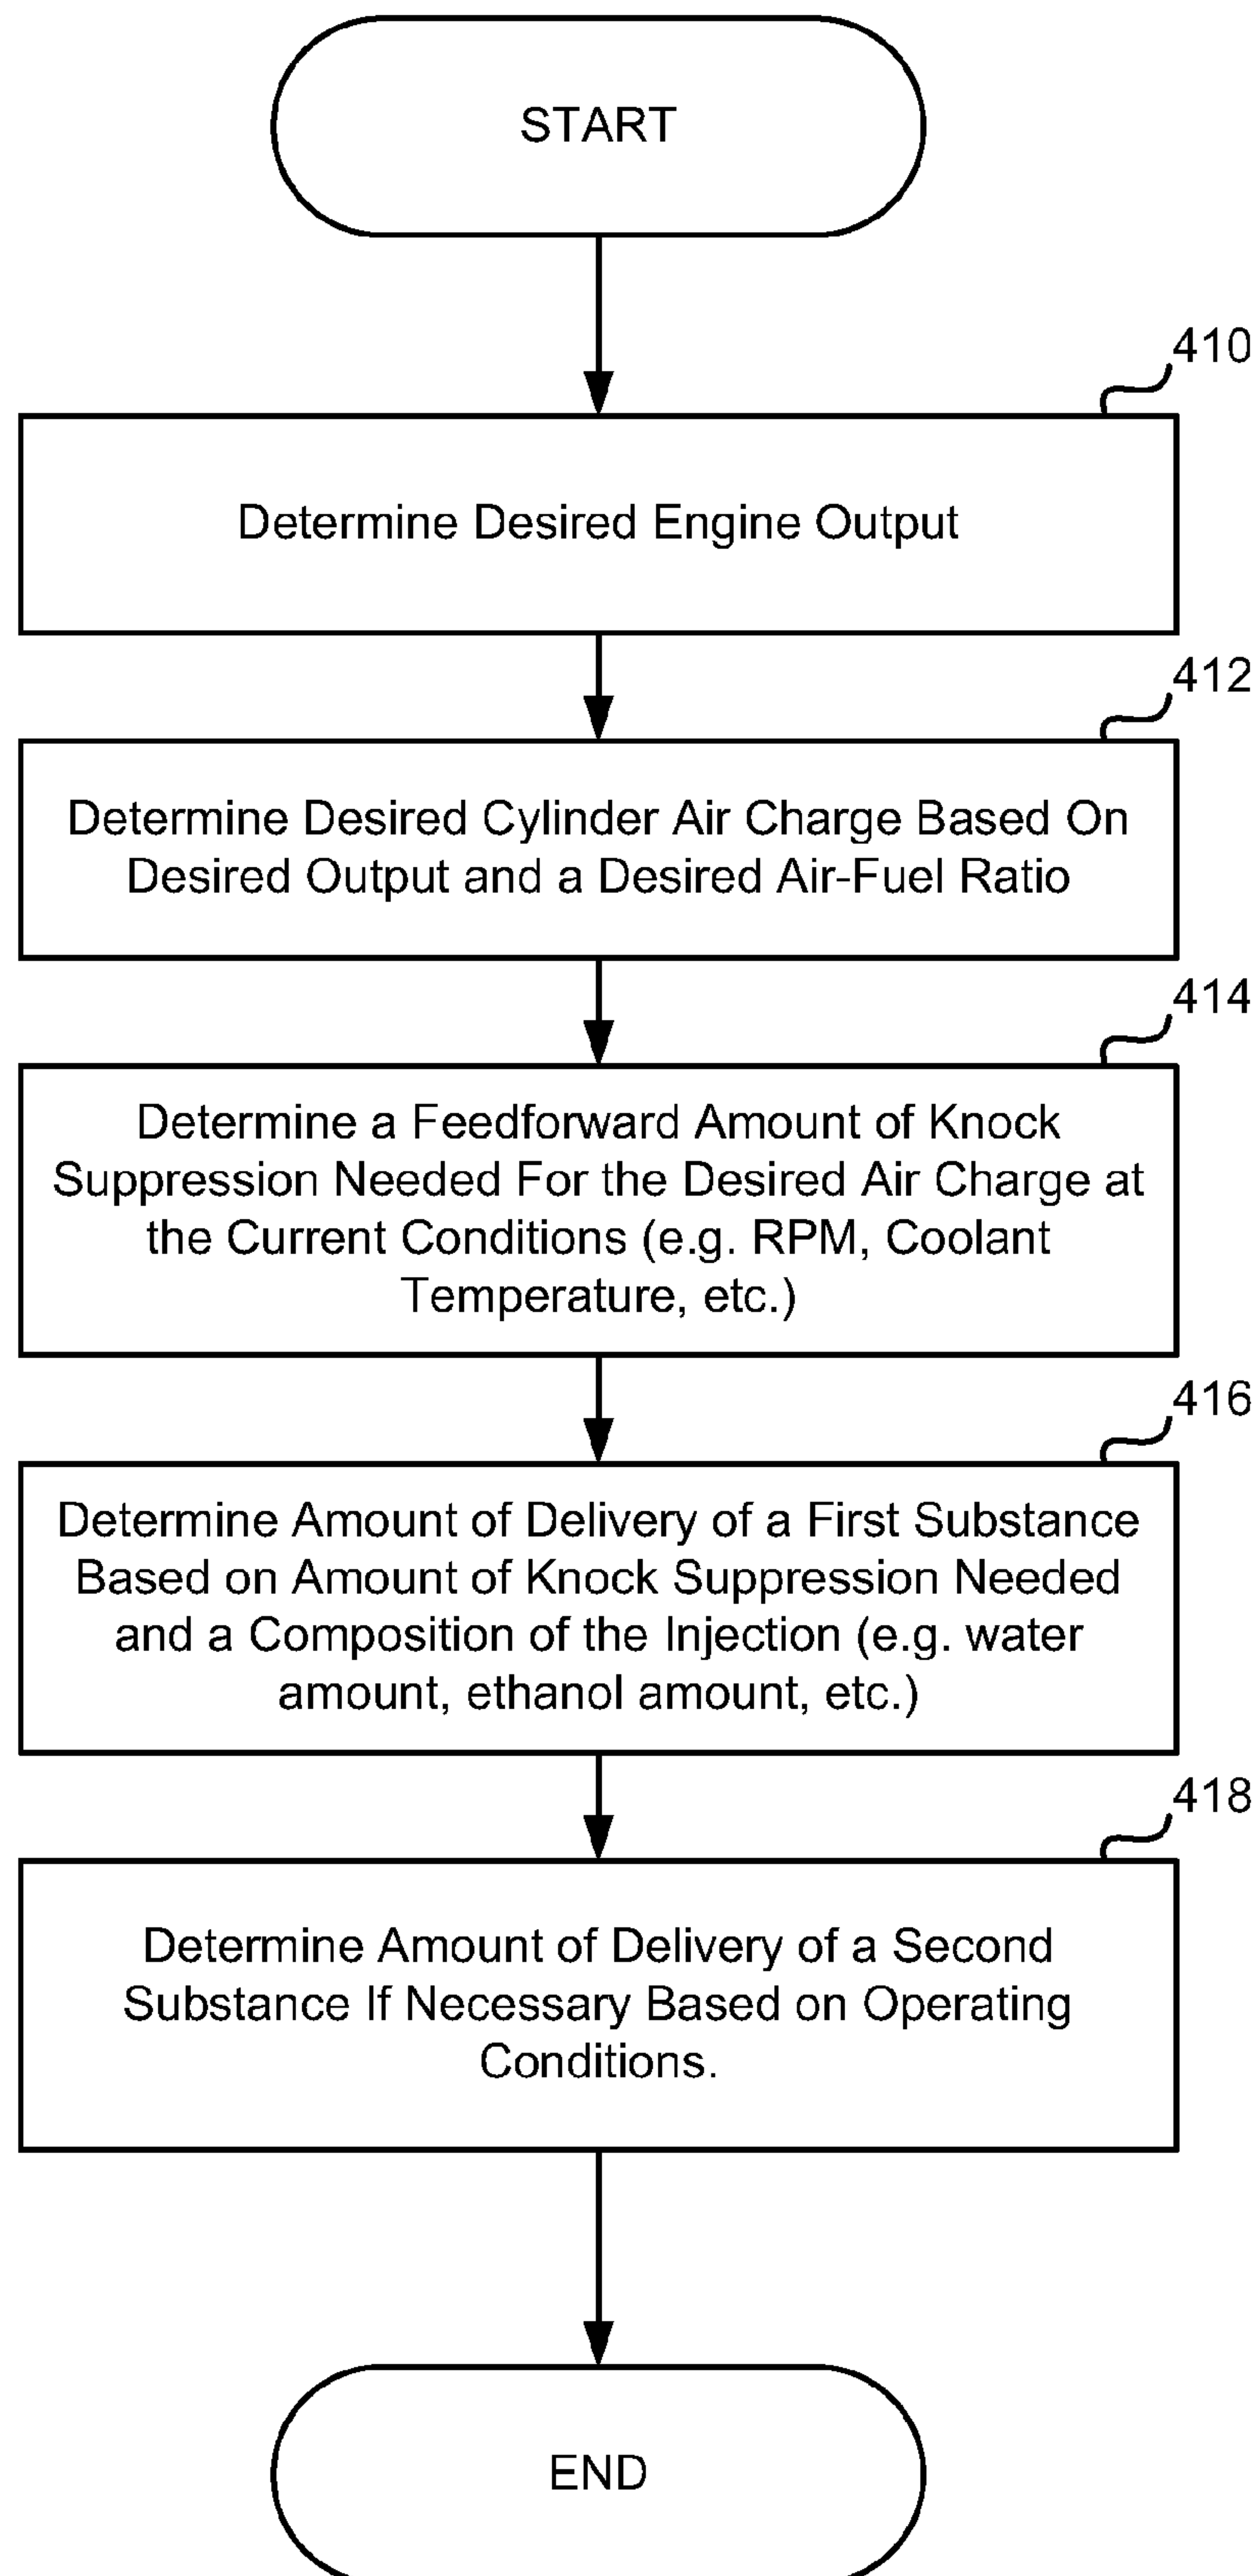 START
410
Determine Desired Engine Output
412
Determine Desired Cylinder Air Charge Based On
Desired Output and a Desired Air-Fuel Ratio
414
Determine a Feedforward Amount of Knock
Suppression Needed For the Desired Air Charge at
the Current Conditions (e.g. RPM, Coolant
Temperature, etc.)
416
Determine Amount of Delivery of a First Substance
Based on Amount of Knock Suppression Needed
and a Composition of the Injection (e.g. water
amount, ethanol amount, etc.)
418
Determine Amount of Delivery of a Second
Substance If Necessary Based on Operating
Conditions.
END